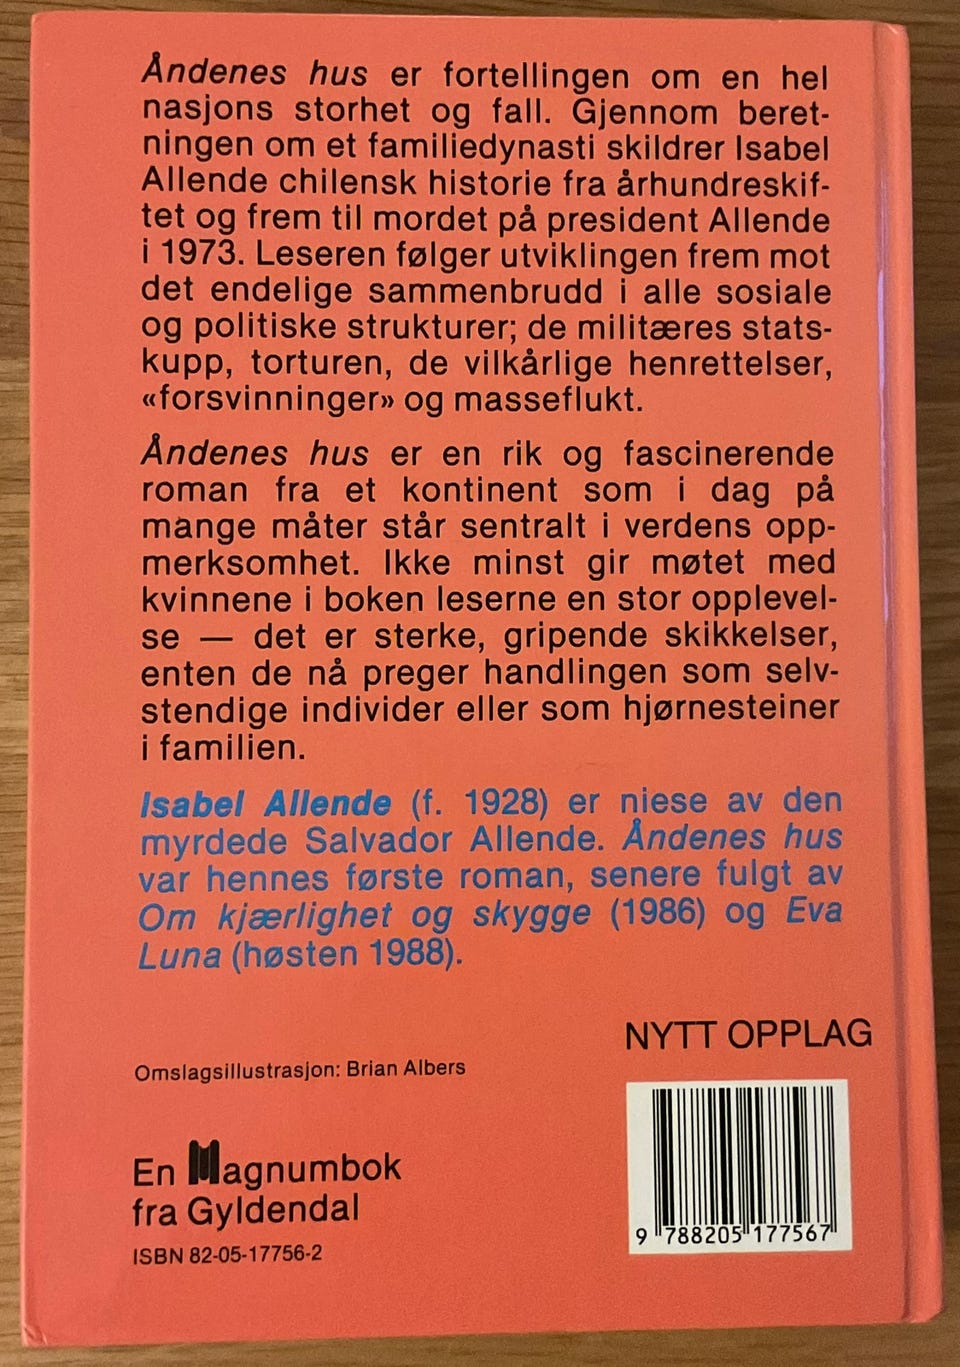 Åndenes hus er fortellingen om en hel
nasjons storhet og fall. Gjennom beret-
ningen om et familiedynasti skildrer Isabel
Allende chilensk historie fra århundreskif-
tet og frem til mordet på president Allende
i 1973. Leseren følger utviklingen frem mot
det endelige sammenbrudd i alle sosiale
og politiske strukturer; de militæres stats-
kupp, torturen, de vilkårlige henrettelser,
«forsvinninger» og masseflukt.
Åndenes hus er en rik og fascinerende
roman fra et kontinent som i dag på
mange måter står sentralt i verdens opp-
merksomhet. Ikke minst gir møtet med
kvinnene i boken leserne en stor opplevel-
se — det er sterke, gripende skikkelser,
enten de nå preger handlingen som selv-
stendige individer eller som hjørnesteiner
i familien.
Isabel Allende (f. 1928) er niese av den
myrdede Salvador Allende. Åndenes hus
var hennes første roman, senere fulgt av
Om kjærlighet og skygge (1986) og Eva
Luna (høsten 1988).
NYTT OPPLAG
Omslagsillustrasjon: Brian Albers
En Magnumbok
fra Gyldendal
ISBN 82-05-17756-2
9 788205 177567